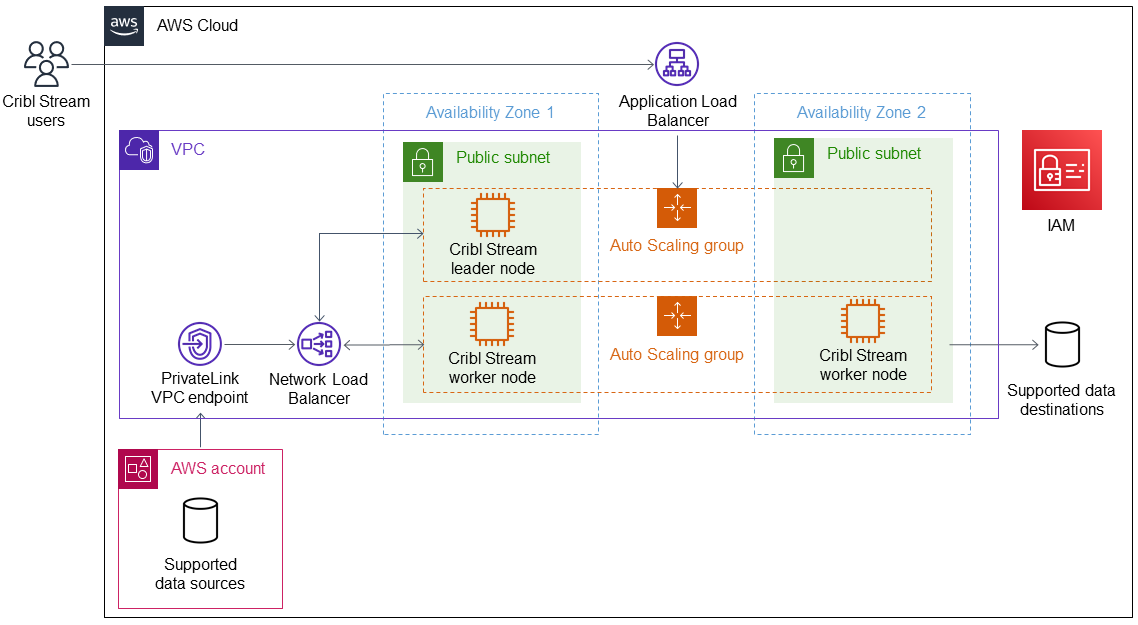 aws
AWS Cloud
Cribl Stream
users
Application Load
Balancer
Availability Zone 1
Availability Zone 2
VPC
Public subnet
Public subnet
IAM
Cribl Stream
leader node
Auto Scaling group
Cribl Stream
worker node
Auto Scaling group
Cribl Stream
worker node
PrivateLink
VPC endpoint
Network Load
Balancer
Supported data
destinations
AWS account
Supported
data sources